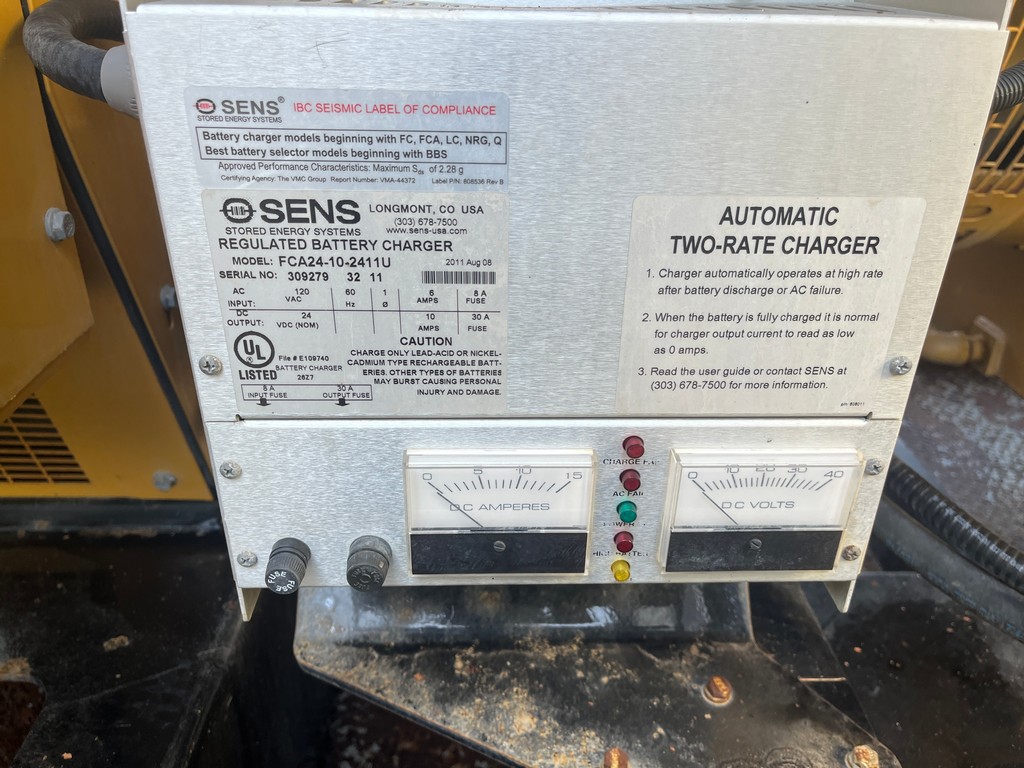 SENS®
STORED ENERGY SYSTEMS
IBC SEISMIC LABEL OF COMPLIANCE
Battery charger models beginning with FC, FCA, LC, NRG, Q
Best battery selector models beginning with BBS
Approved Performance Characteristics: Maximum Sds of 2.28 g
Certifying Agency: The VMC Group Report Number: VMA-44372 Label P/N: 808536 Rev B
SENS
STORED ENERGY SYSTEMS
LONGMONT, CO USA
(303) 678-7500
www.sens-usa.com
REGULATED BATTERY CHARGER
MODEL: FCA24-10-2411U 2011 Aug 08
SERIAL NO: 309279 32 11
AC INPUT: 120 VAC 60 Hz 1 Ø 6 AMPS 8 A FUSE
DC OUTPUT: 24 VDC (NOM) 10 AMPS 30 A FUSE
UL
LISTED
File # E109740
BATTERY CHARGER
26Z7
8 A INPUT FUSE
30 A OUTPUT FUSE
CAUTION
CHARGE ONLY LEAD-ACID OR NICKEL-
CADMIUM TYPE RECHARGEABLE BATT-
ERIES. OTHER TYPES OF BATTERIES
MAY BURST CAUSING PERSONAL
INJURY AND DAMAGE.
AUTOMATIC
TWO-RATE CHARGER
1. Charger automatically operates at high rate
after battery discharge or AC failure.
2. When the battery is fully charged it is normal
for charger output current to read as low
as 0 amps.
3. Read the user guide or contact SENS at
(303) 678-7500 for more information.
0 5 10 15
DC AMPERES
CHARGE FA
AC FAI
0 10 20 30 40
DC VOLTS
FUSE
FUSE